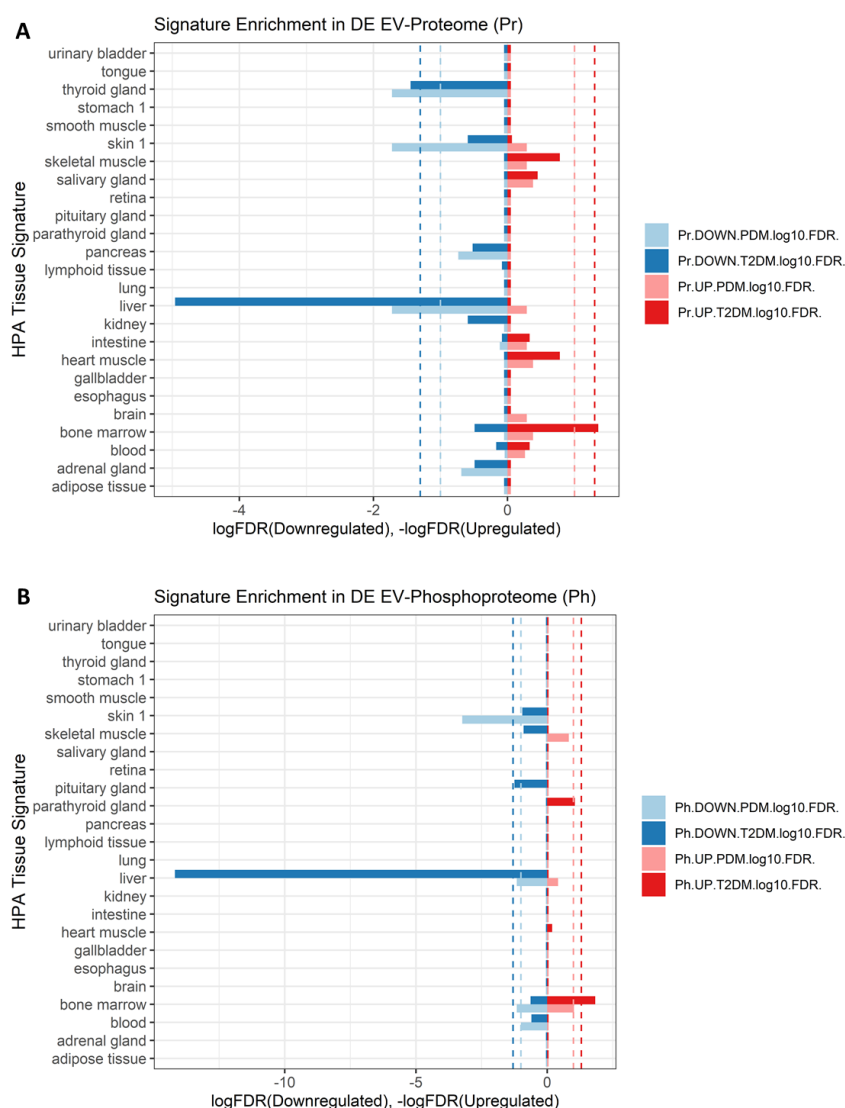 A
Signature Enrichment in DE EV-Proteome (Pr)
HPA Tissue Signature
urinary bladder
tongue
thyroid gland
stomach 1
smooth muscle
skin 1
skeletal muscle
salivary gland
retina
pituitary gland
parathyroid gland
pancreas
lymphoid tissue
lung
liver
kidney
intestine
heart muscle
gallbladder
esophagus
brain
bone marrow
blood
adrenal gland
adipose tissue
-4 -2 0
logFDR(Downregulated), -logFDR(Upregulated)
Pr.DOWN.PDM.log10.FDR.
Pr.DOWN.T2DM.log10.FDR.
Pr.UP.PDM.log10.FDR.
Pr.UP.T2DM.log10.FDR.
B
Signature Enrichment in DE EV-Phosphoproteome (Ph)
HPA Tissue Signature
urinary bladder
tongue
thyroid gland
stomach 1
smooth muscle
skin 1
skeletal muscle
salivary gland
retina
pituitary gland
parathyroid gland
pancreas
lymphoid tissue
lung
liver
kidney
intestine
heart muscle
gallbladder
esophagus
brain
bone marrow
blood
adrenal gland
adipose tissue
-10 -5 0
logFDR(Downregulated), -logFDR(Upregulated)
Ph.DOWN.PDM.log10.FDR.
Ph.DOWN.T2DM.log10.FDR.
Ph.UP.PDM.log10.FDR.
Ph.UP.T2DM.log10.FDR.